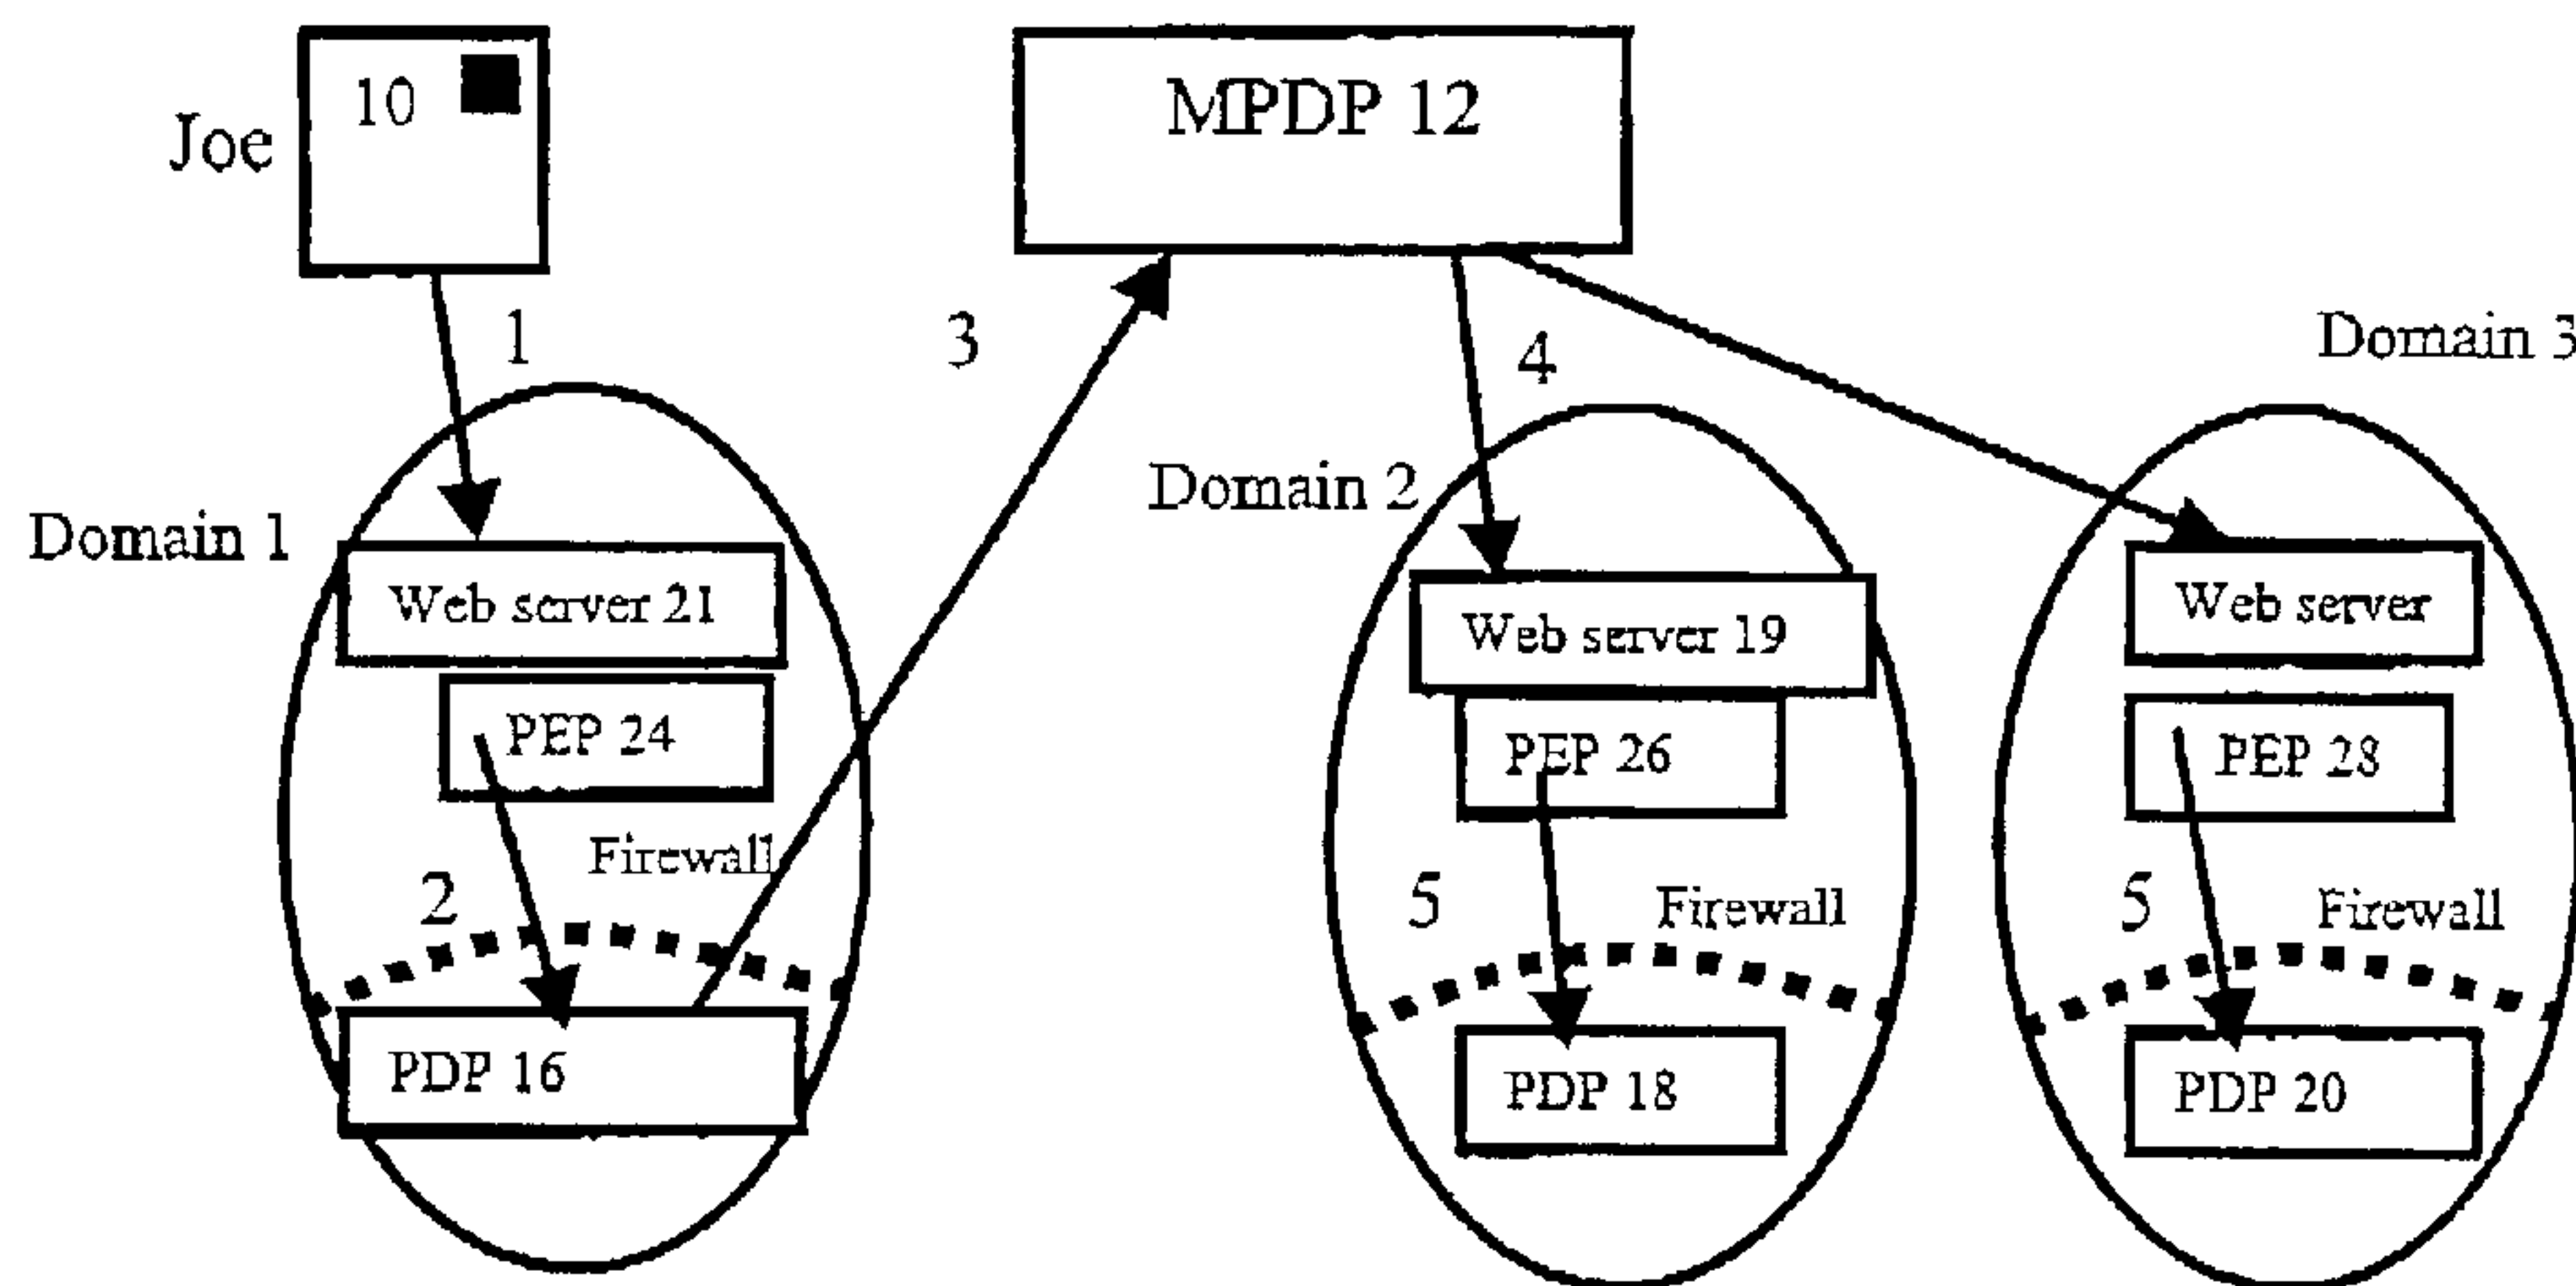 Joe
10
MPDP 12
1
3
4
Domain 3
Domain 1
Domain 2
Web server 21
Web server 19
Web server
PEP 24
PEP 26
PEP 28
Firewall
2
5
Firewall
5
Firewall
PDP 16
PDP 18
PDP 20